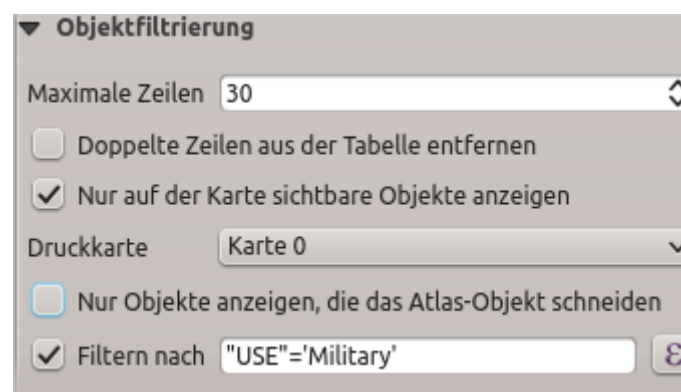 Objektfiltrierung
Maximale Zeilen 30
Doppelte Zeilen aus der Tabelle entfernen
Nur auf der Karte sichtbare Objekte anzeigen
Druckkarte Karte 0
Nur Objekte anzeigen, die das Atlas-Objekt schneiden
Filtern nach "USE"='Military' ε